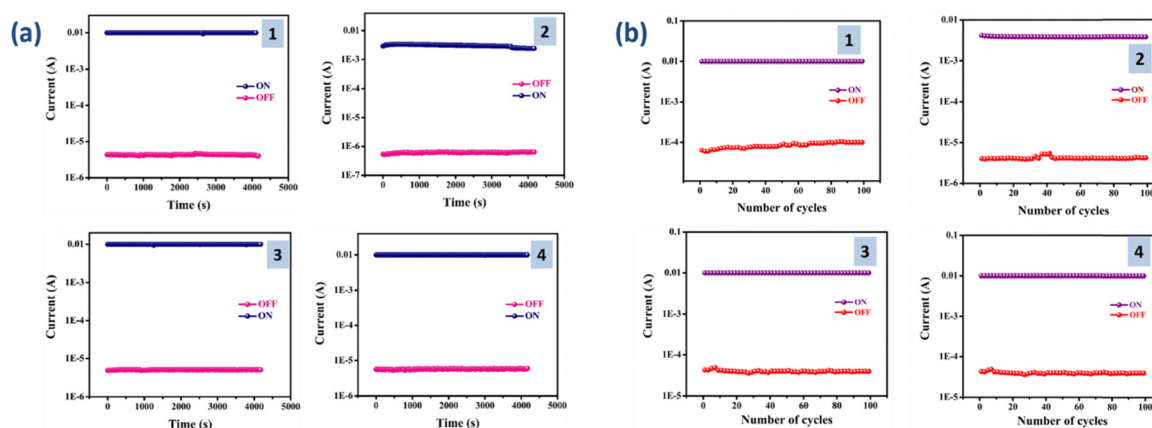 (a)
1
0.01
1E-3
1E-4
1E-5
1E-6
Current (A)
ON
OFF
0 1000 2000 3000 4000 5000
Time (s)
2
0.01
1E-3
1E-4
1E-5
1E-6
1E-7
Current (A)
OFF
ON
0 1000 2000 3000 4000 5000
Time (s)
3
0.01
1E-3
1E-4
1E-5
1E-6
Current (A)
OFF
ON
0 1000 2000 3000 4000 5000
Time (s)
4
0.01
1E-3
1E-4
1E-5
1E-6
Current (A)
OFF
ON
0 1000 2000 3000 4000 5000
Time (s)
(b)
1
0.1
0.01
1E-3
1E-4
Current (A)
ON
OFF
0 20 40 60 80 100
Number of cycles
2
0.01
1E-3
1E-4
1E-5
1E-6
Current (A)
ON
OFF
0 20 40 60 80 100
Number of cycles
3
0.1
0.01
1E-3
1E-4
1E-5
Current (A)
ON
OFF
0 20 40 60 80 100
Number of cycles
4
0.1
0.01
1E-3
1E-4
1E-5
Current (A)
ON
OFF
0 20 40 60 80 100
Number of cycles